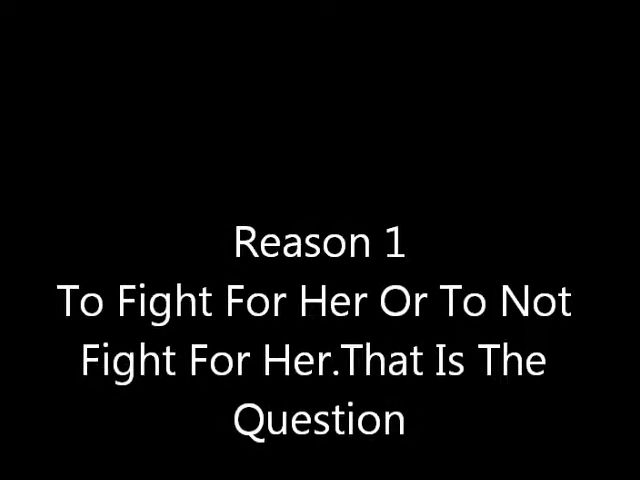 Reason 1
To Fight For Her Or To Not
Fight For Her.That Is The
Question